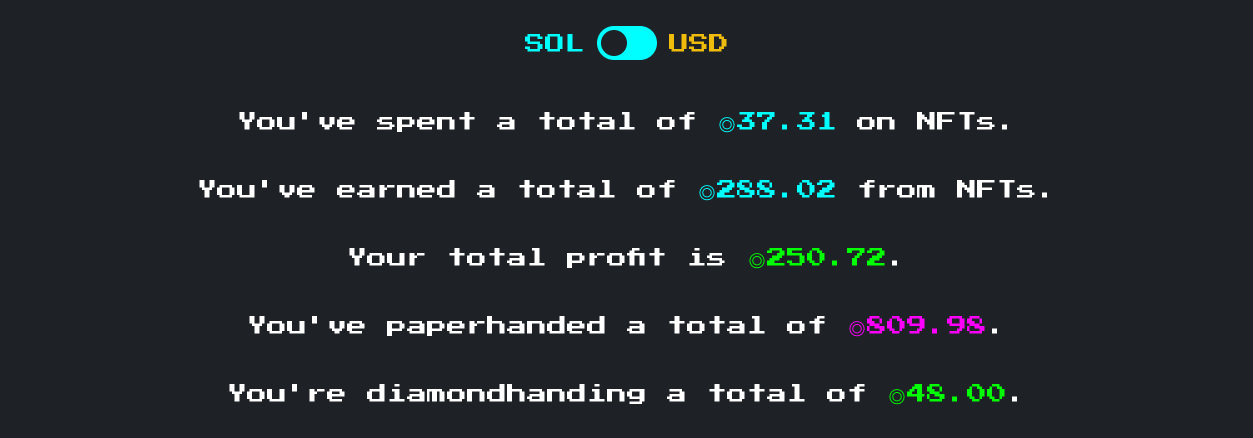 SOL USD
You've spent a total of ◎37.31 on NFTs.
You've earned a total of ◎288.02 from NFTs.
Your total profit is ◎250.72.
You've paperhanded a total of ◎809.98.
You're diamondhanding a total of ◎48.00.